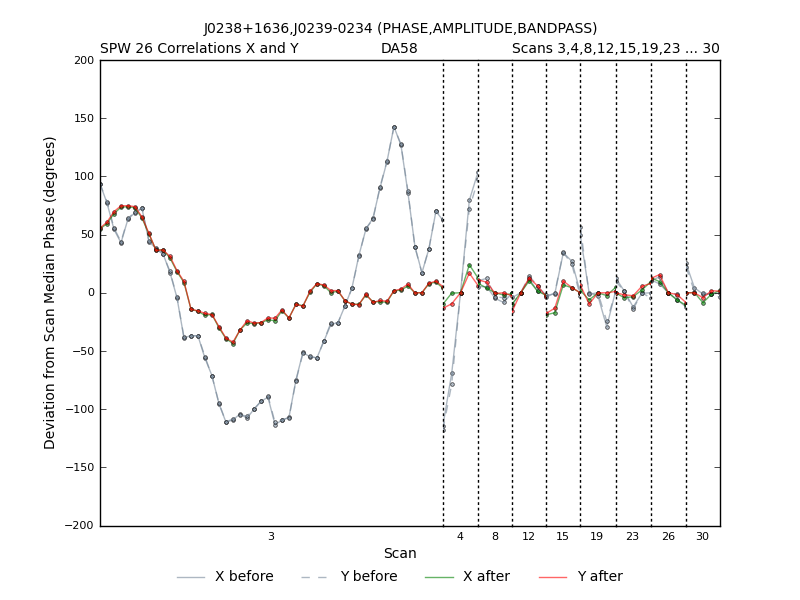 J0238+1636,J0239-0234 (PHASE,AMPLITUDE,BANDPASS)
SPW 26 Correlations X and Y DA58 Scans 3,4,8,12,15,19,23 ... 30
200
150
100
50
0
−50
−100
−150
−200
Deviation from Scan Median Phase (degrees)
3 4 8 12 15 19 23 26 30
Scan
X before Y before X after Y after